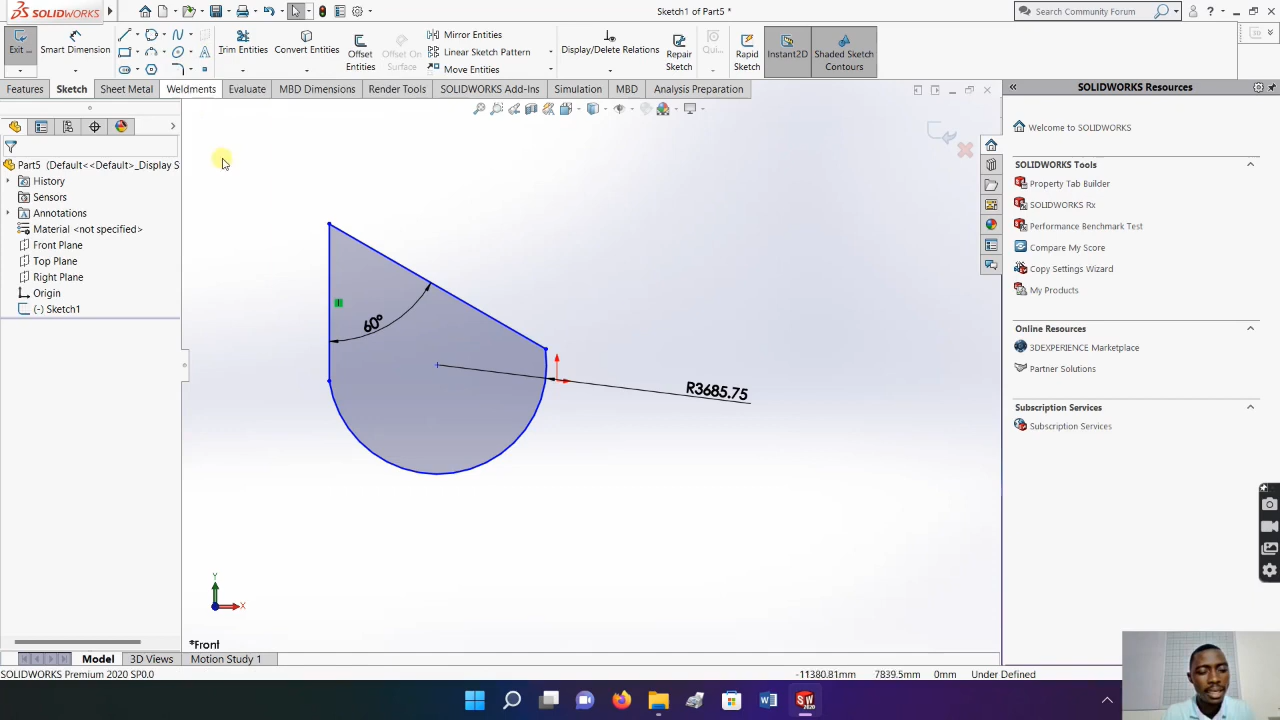 SOLIDWORKS
Sketch1 of Part5 *
Search Community Forum
Exit ...
Smart Dimension
Trim Entities
Convert Entities
Offset Entities
Offset On Surface
Mirror Entities
Linear Sketch Pattern
Move Entities
Display/Delete Relations
Repair Sketch
Qui...
Rapid Sketch
Instant2D
Shaded Sketch Contours
Features
Sketch
Sheet Metal
Weldments
Evaluate
MBD Dimensions
Render Tools
SOLIDWORKS Add-Ins
Simulation
MBD
Analysis Preparation
SOLIDWORKS Resources
Part5 (Default<<Default>_Display S
History
Sensors
Annotations
Material <not specified>
Front Plane
Top Plane
Right Plane
Origin
(-) Sketch1
60°
R3685.75
Y
X
*Front
Welcome to SOLIDWORKS
SOLIDWORKS Tools
Property Tab Builder
SOLIDWORKS Rx
Performance Benchmark Test
Compare My Score
Copy Settings Wizard
My Products
Online Resources
3DEXPERIENCE Marketplace
Partner Solutions
Subscription Services
Subscription Services
Model
3D Views
Motion Study 1
SOLIDWORKS Premium 2020 SP0.0
-11380.81mm
7839.5mm
0mm
Under Defined